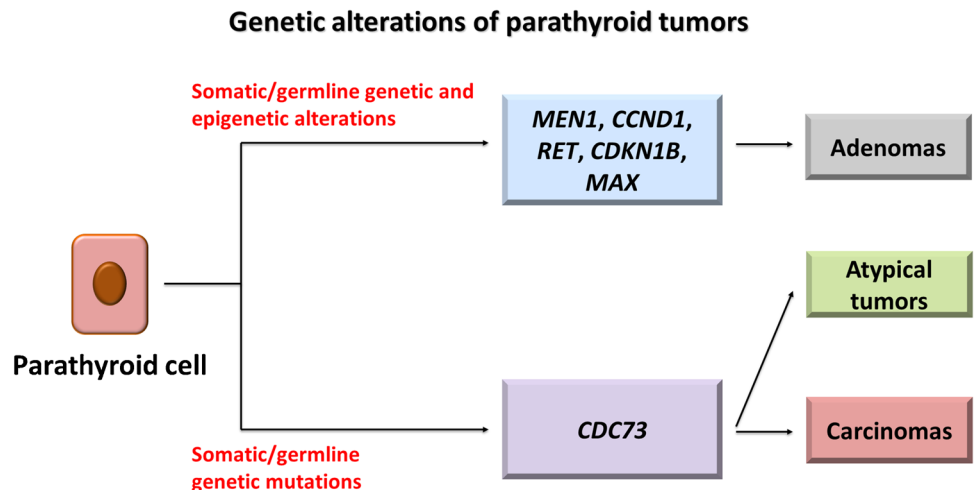 Genetic alterations of parathyroid tumors
Somatic/germline genetic and
epigenetic alterations
MEN1, CCND1,
RET, CDKN1B,
MAX
Adenomas
Atypical
tumors
Parathyroid cell
CDC73
Carcinomas
Somatic/germline
genetic mutations